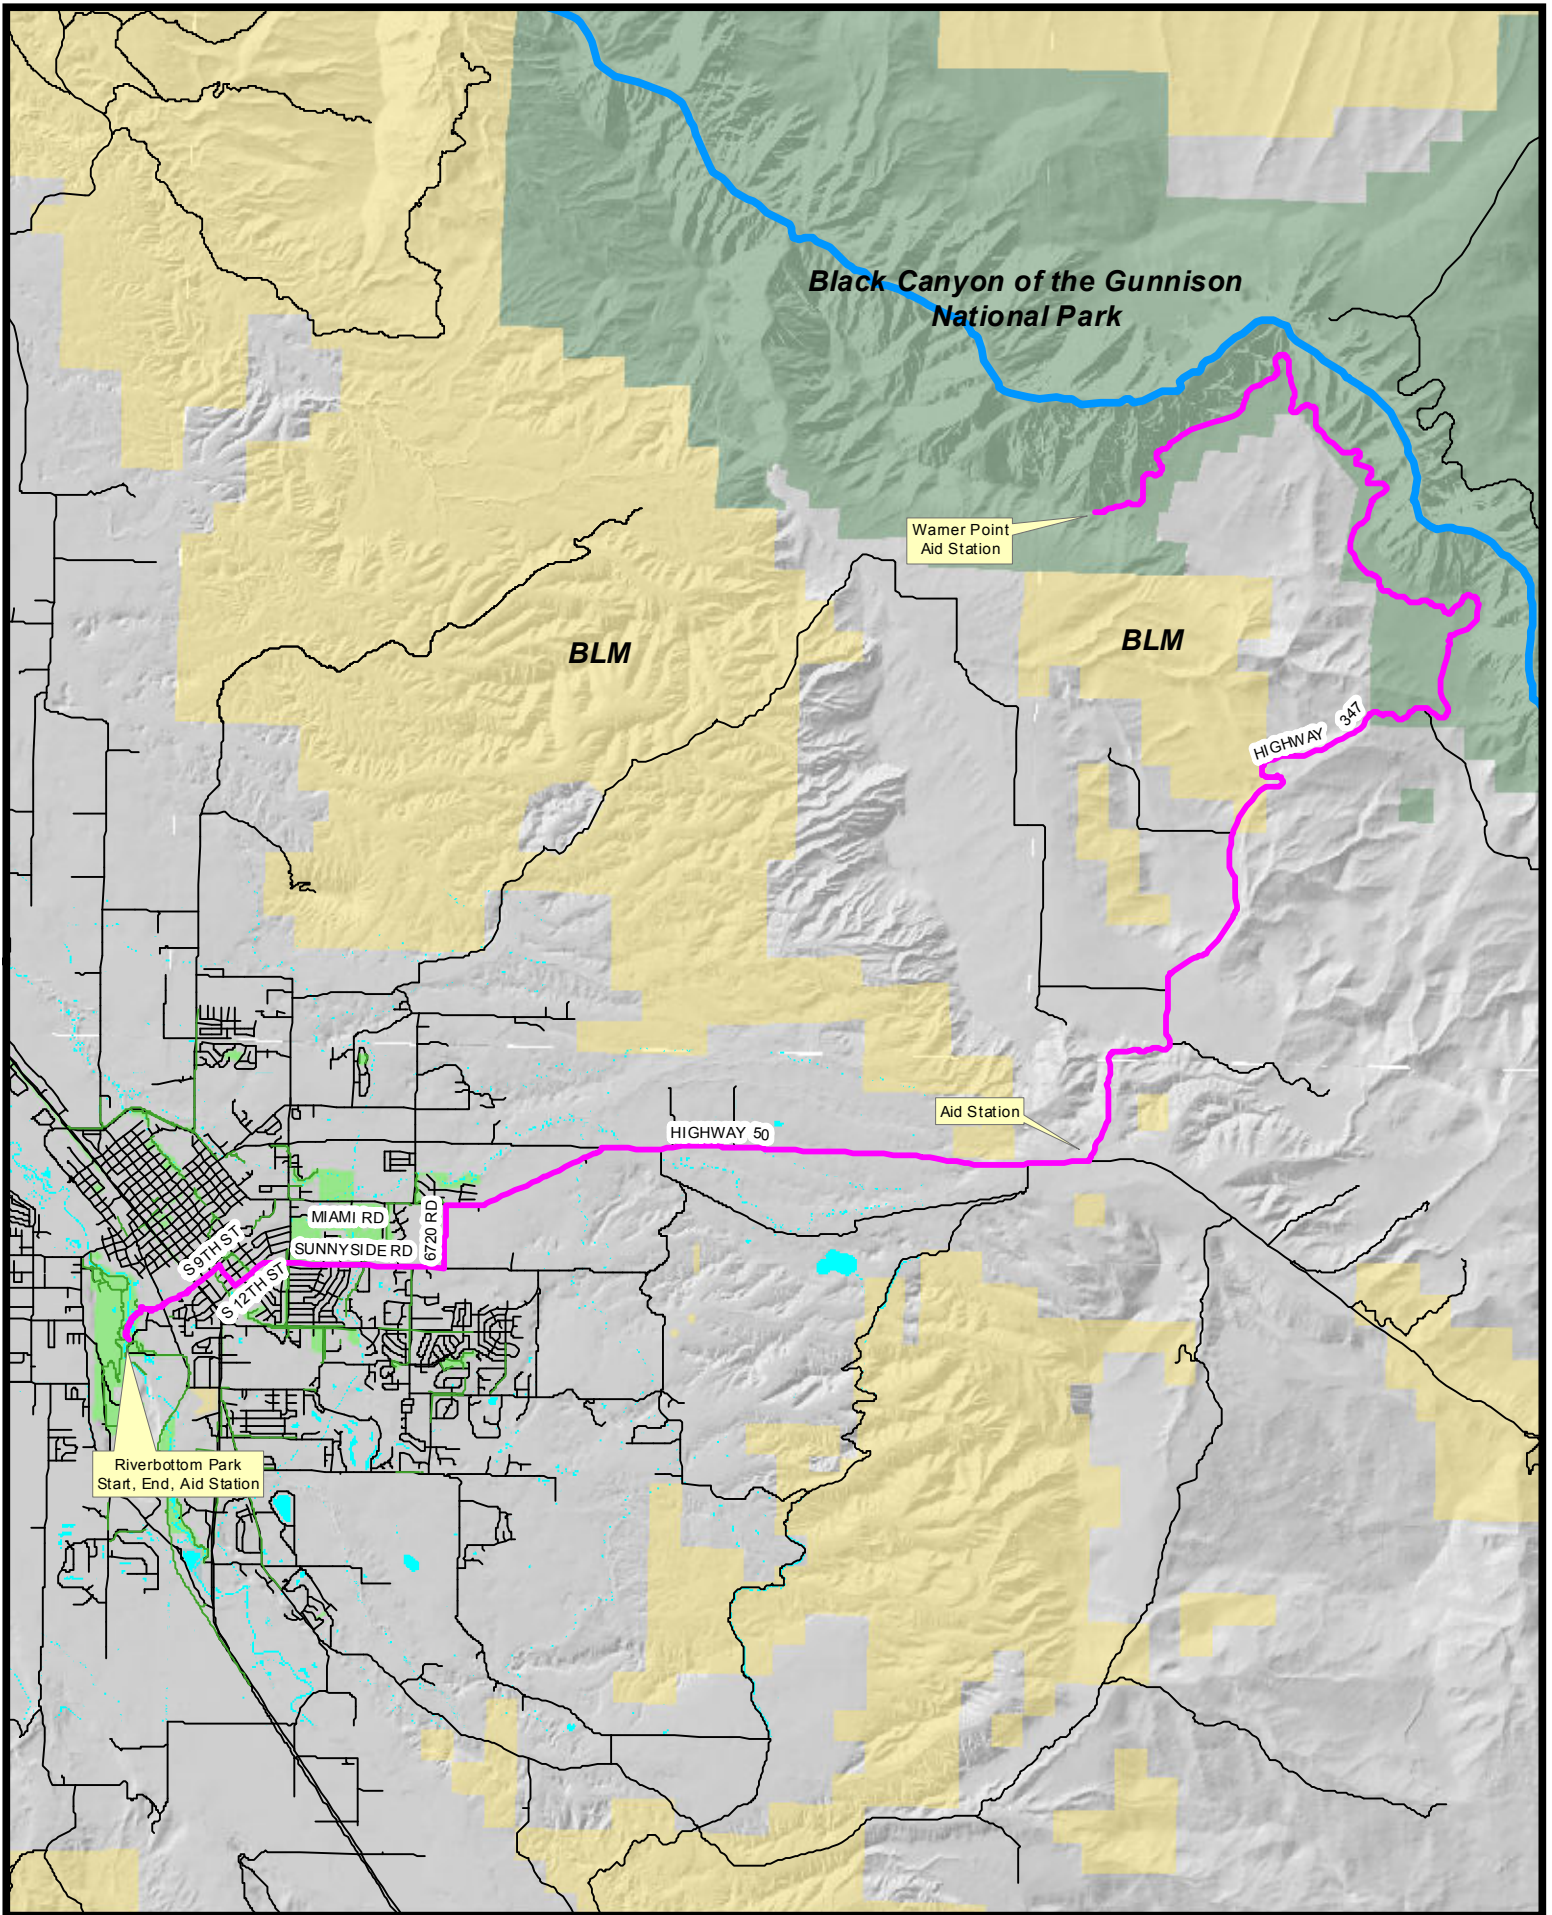 Black Canyon of the Gunnison
National Park
Warner Point
Aid Station
BLM
BLM
HIGHWAY 347
Aid Station
HIGHWAY 50
MIAMI RD
6720 RD
SUNNYSIDE RD
S 9TH ST
S 12TH ST
Riverbottom Park
Start, End, Aid Station